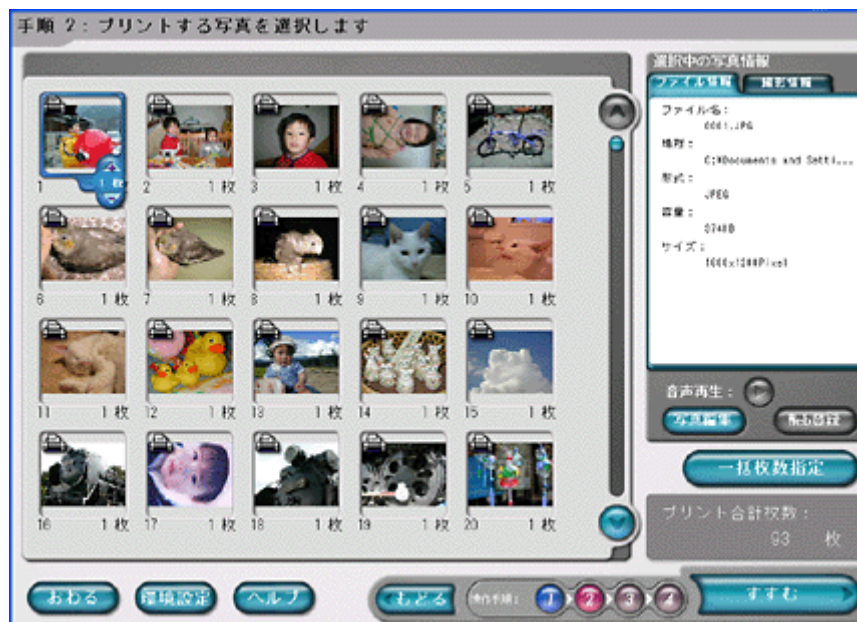 手順 2：プリントする写真を選択します
選択中の写真情報
ファイル情報 撮影情報
ファイル名：
0001.JPG
場所：
C:¥Documents and Setti...
形式：
JPEG
容量：
サイズ：
音声再生：
写真編集 Web登録
一括枚数指定
プリント合計枚数：
93 枚
1 1 枚
2 1 枚
3 1 枚
4 1 枚
5 1 枚
6 1 枚
7 1 枚
8 1 枚
9 1 枚
10 1 枚
11 1 枚
12 1 枚
13 1 枚
14 1 枚
15 1 枚
16 1 枚
17 1 枚
18 1 枚
19 1 枚
20 1 枚
おわる 環境設定 ヘルプ もどる 操作手順： 1 2 3 4 すすむ